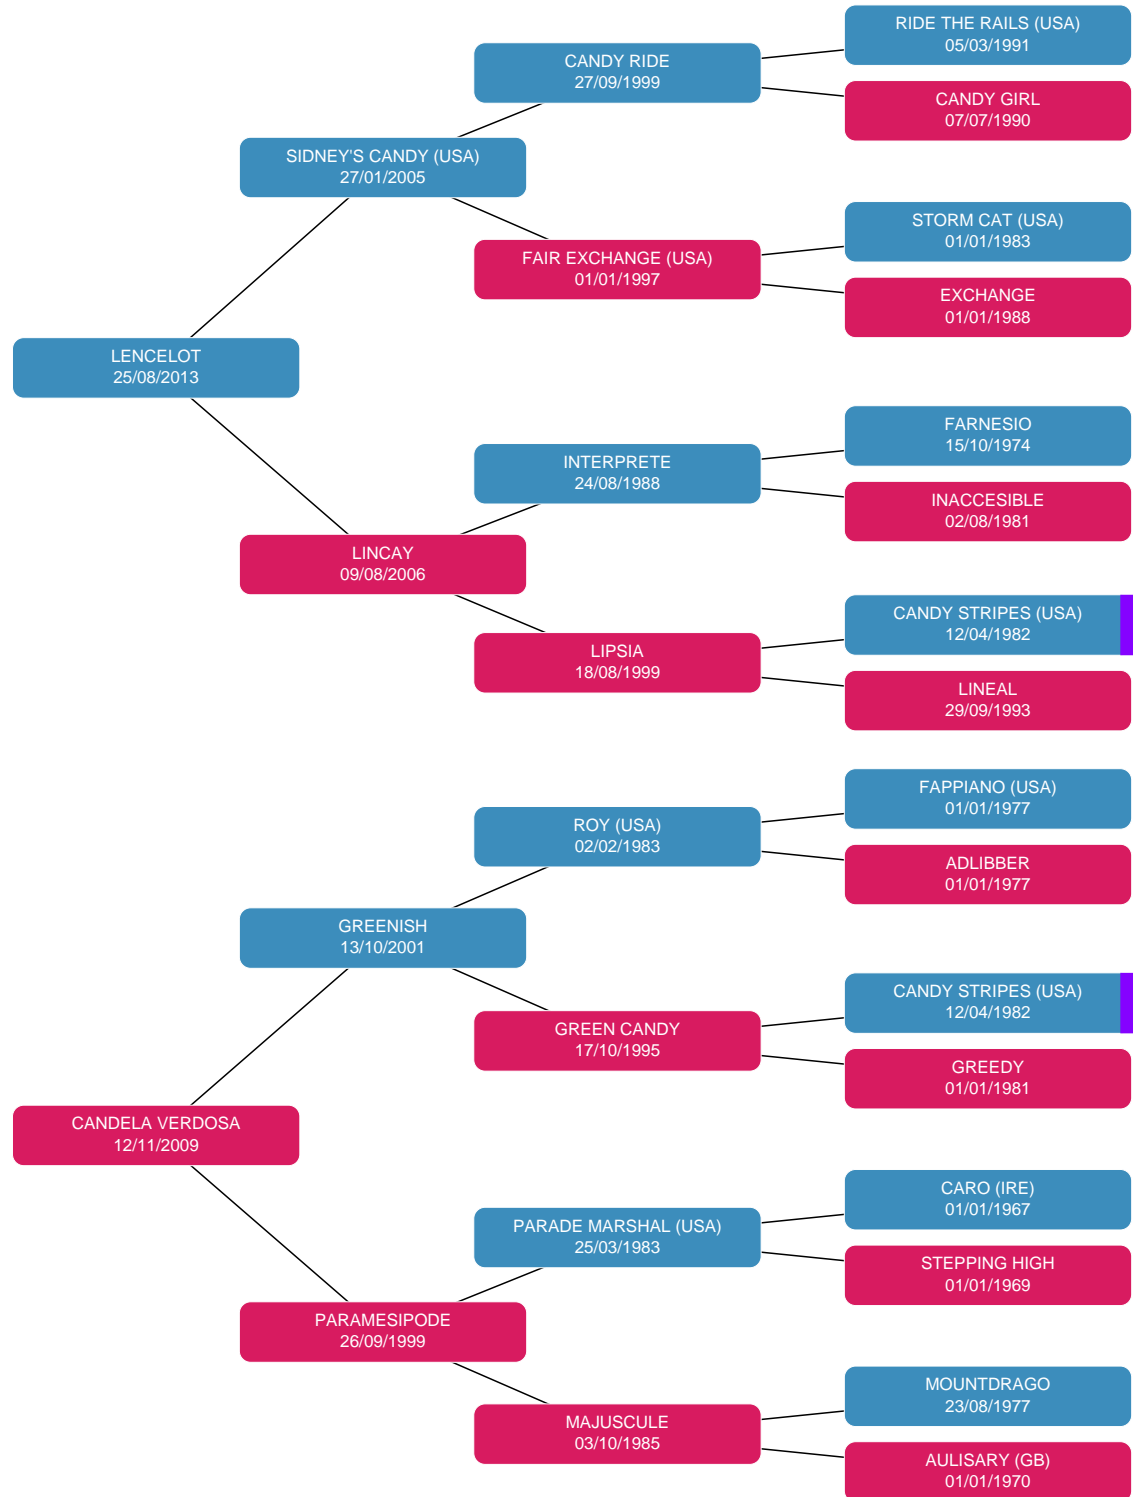 RIDE THE RAILS (USA)
05/03/1991
CANDY RIDE
27/09/1999
CANDY GIRL
07/07/1990
SIDNEY'S CANDY (USA)
27/01/2005
STORM CAT (USA)
01/01/1983
FAIR EXCHANGE (USA)
01/01/1997
EXCHANGE
01/01/1988
LENCELOT
25/08/2013
FARNESIO
15/10/1974
INTERPRETE
24/08/1988
INACCESIBLE
02/08/1981
LINCAY
09/08/2006
CANDY STRIPES (USA)
12/04/1982
LIPSIA
18/08/1999
LINEAL
29/09/1993
FAPPIANO (USA)
01/01/1977
ROY (USA)
02/02/1983
ADLIBBER
01/01/1977
GREENISH
13/10/2001
CANDY STRIPES (USA)
12/04/1982
GREEN CANDY
17/10/1995
GREEDY
01/01/1981
CANDELA VERDOSA
12/11/2009
CARO (IRE)
01/01/1967
PARADE MARSHAL (USA)
25/03/1983
STEPPING HIGH
01/01/1969
PARAMESIPODE
26/09/1999
MOUNTDRAGO
23/08/1977
MAJUSCULE
03/10/1985
AULISARY (GB)
01/01/1970